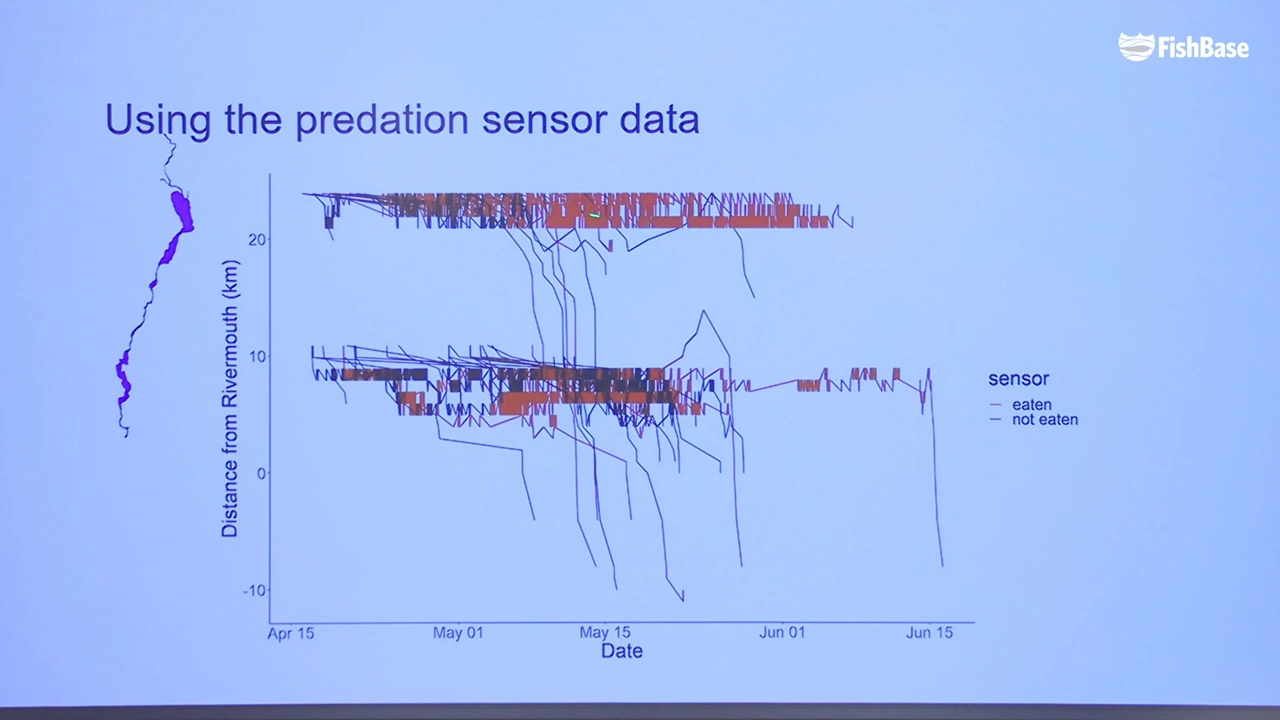 FishBase
Using the predation sensor data
Distance from Rivermouth (km)
20
10
0
-10
Apr 15
May 01
May 15
Jun 01
Jun 15
Date
sensor
eaten
not eaten